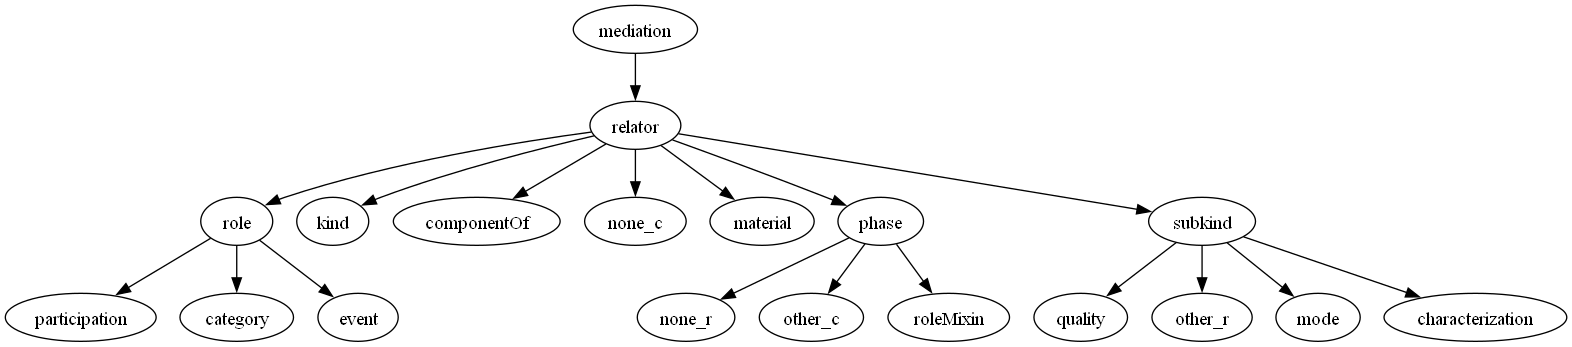 mediation
relator
role
kind
componentOf
none_c
material
phase
subkind
participation
category
event
none_r
other_c
roleMixin
quality
other_r
mode
characterization